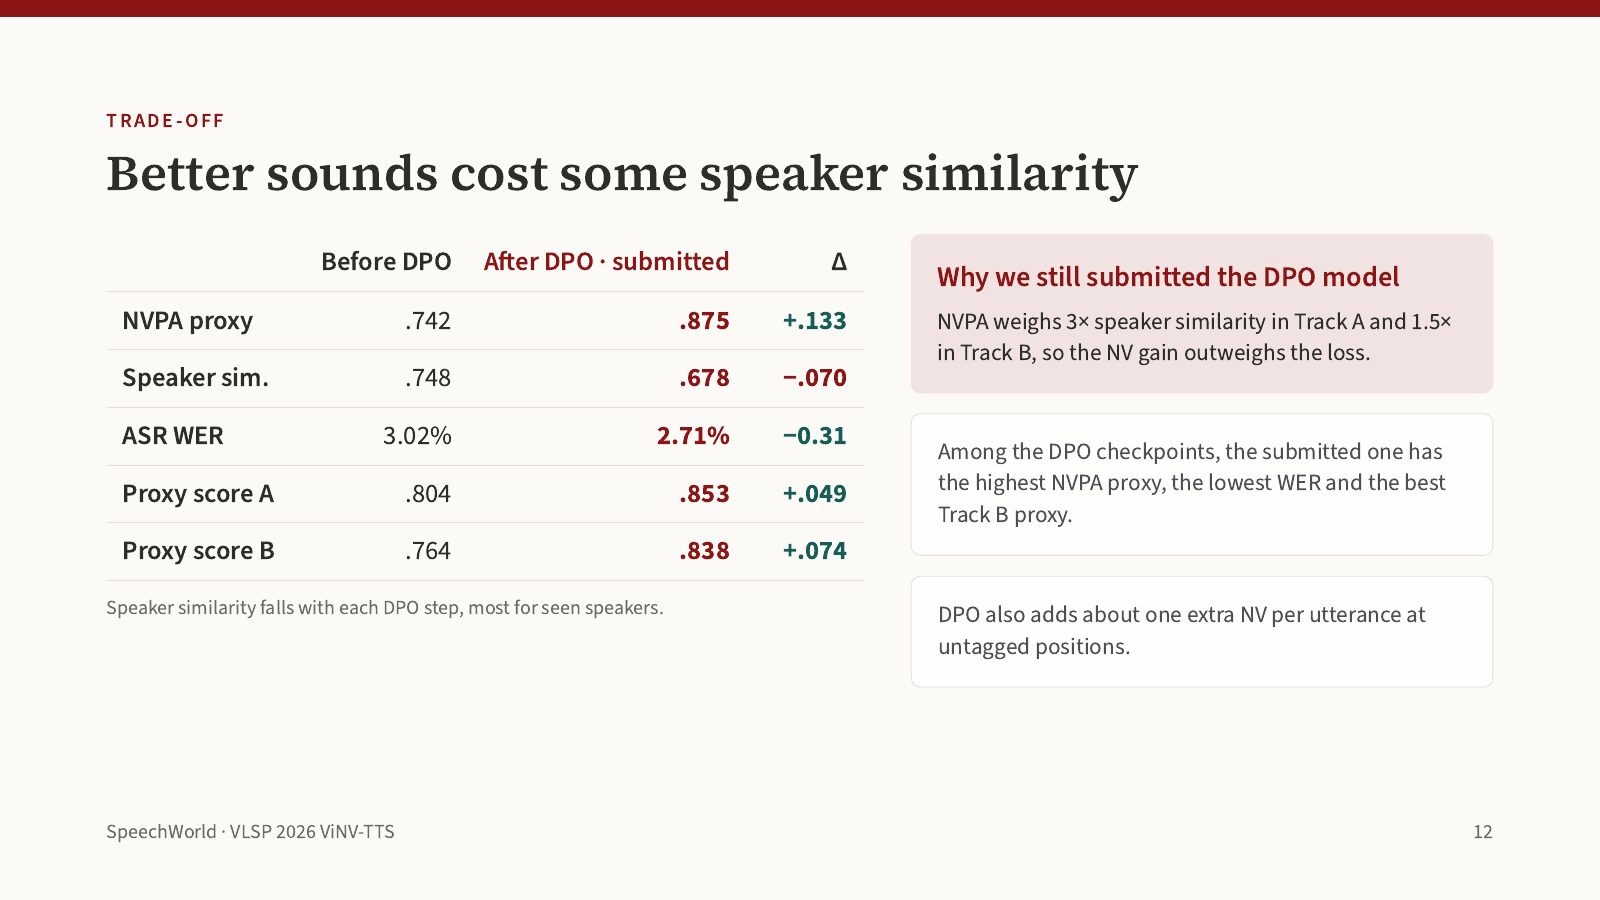 TRADE-OFF
Better sounds cost some speaker similarity
Before DPO After DPO · submitted Δ
NVPA proxy .742 .875 +.133
Speaker sim. .748 .678 −.070
ASR WER 3.02% 2.71% −0.31
Proxy score A .804 .853 +.049
Proxy score B .764 .838 +.074
Speaker similarity falls with each DPO step, most for seen speakers.
Why we still submitted the DPO model
NVPA weighs 3× speaker similarity in Track A and 1.5×
in Track B, so the NV gain outweighs the loss.
Among the DPO checkpoints, the submitted one has
the highest NVPA proxy, the lowest WER and the best
Track B proxy.
DPO also adds about one extra NV per utterance at
untagged positions.
SpeechWorld · VLSP 2026 ViNV-TTS
12